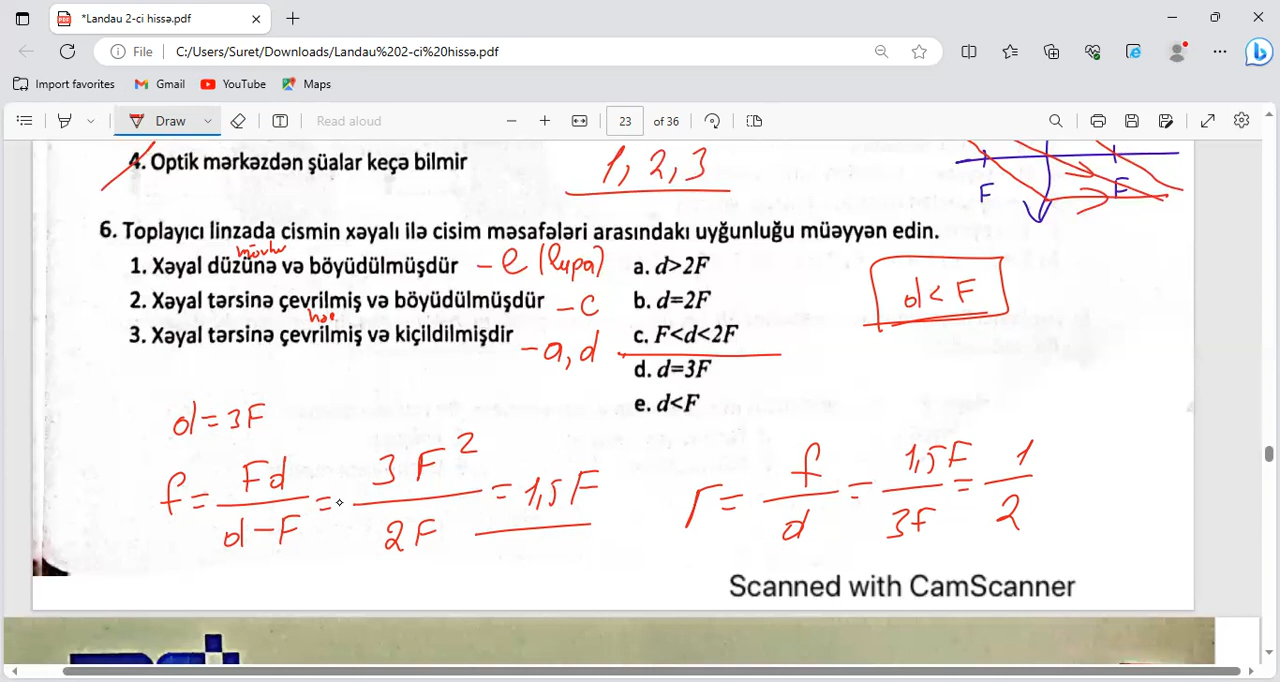 *Landau 2-ci hissə.pdf
File C:/Users/Suret/Downloads/Landau%202-ci%20hissə.pdf
Import favorites Gmail YouTube Maps
Draw Read aloud 23 of 36
4. Optik mərkəzdən şüalar keçə bilmir
1, 2, 3
F F
6. Toplayıcı linzada cismin xəyalı ilə cisim məsafələri arasındakı uyğunluğu müəyyən edin.
1. Xəyal düzünə və böyüdülmüşdür – e (lupa) a. d>2F
2. Xəyal tərsinə çevrilmiş və böyüdülmüşdür – c b. d=2F
d < F
3. Xəyal tərsinə çevrilmiş və kiçildilmişdir – a, d c. F<d<2F
d. d=3F
e. d<F
d = 3F
f = Fd / d – F = 3F² / 2F = 1,5F
Γ = f / d = 1,5F / 3F = 1 / 2
Scanned with CamScanner